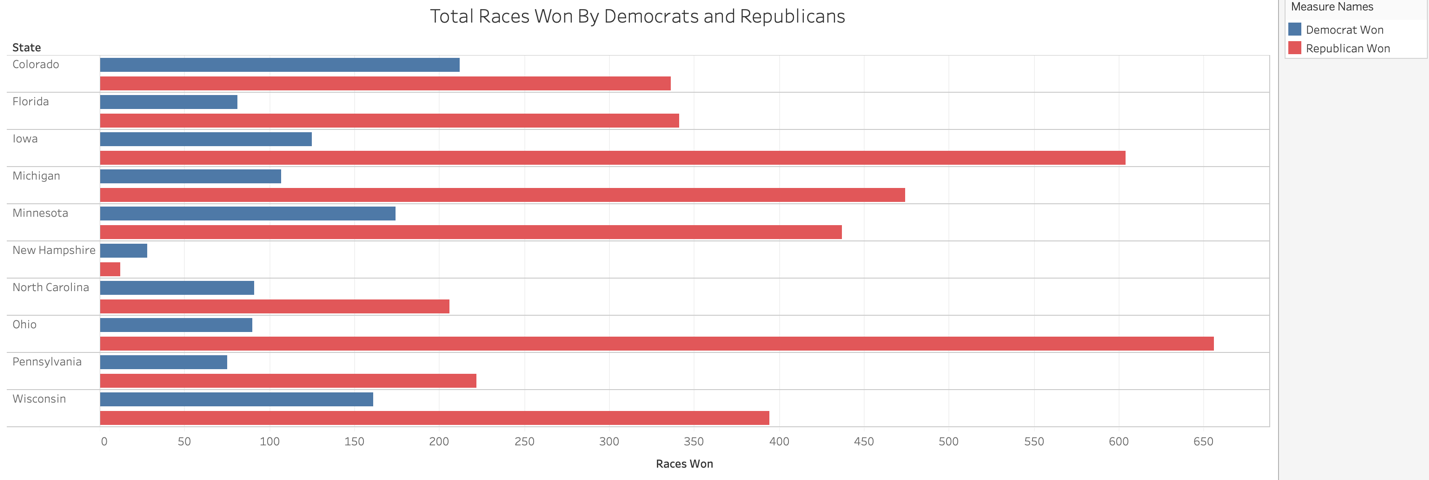 Total Races Won By Democrats and Republicans
Measure Names
Democrat Won
Republican Won
State
Colorado
Florida
Iowa
Michigan
Minnesota
New Hampshire
North Carolina
Ohio
Pennsylvania
Wisconsin
0 50 100 150 200 250 300 350 400 450 500 550 600 650
Races Won